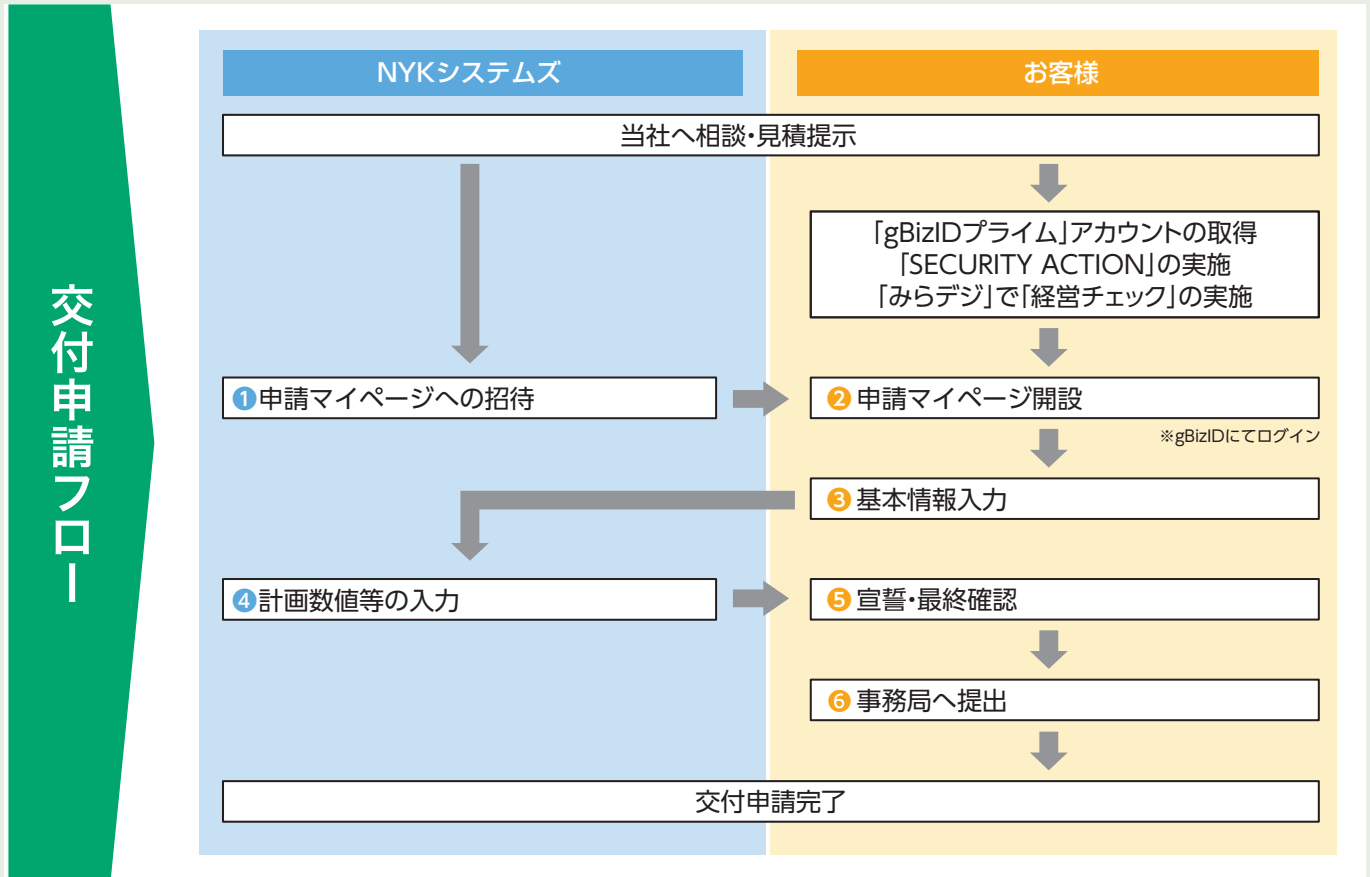 交付申請フロー
NYKシステムズ
お客様
当社へ相談・見積提示
「gBizIDプライム」アカウントの取得
「SECURITY ACTION」の実施
「みらデジ」で「経営チェック」の実施
❶申請マイページへの招待
❷申請マイページ開設
※gBizIDにてログイン
❸基本情報入力
❹計画数値等の入力
❺宣誓・最終確認
❻事務局へ提出
交付申請完了